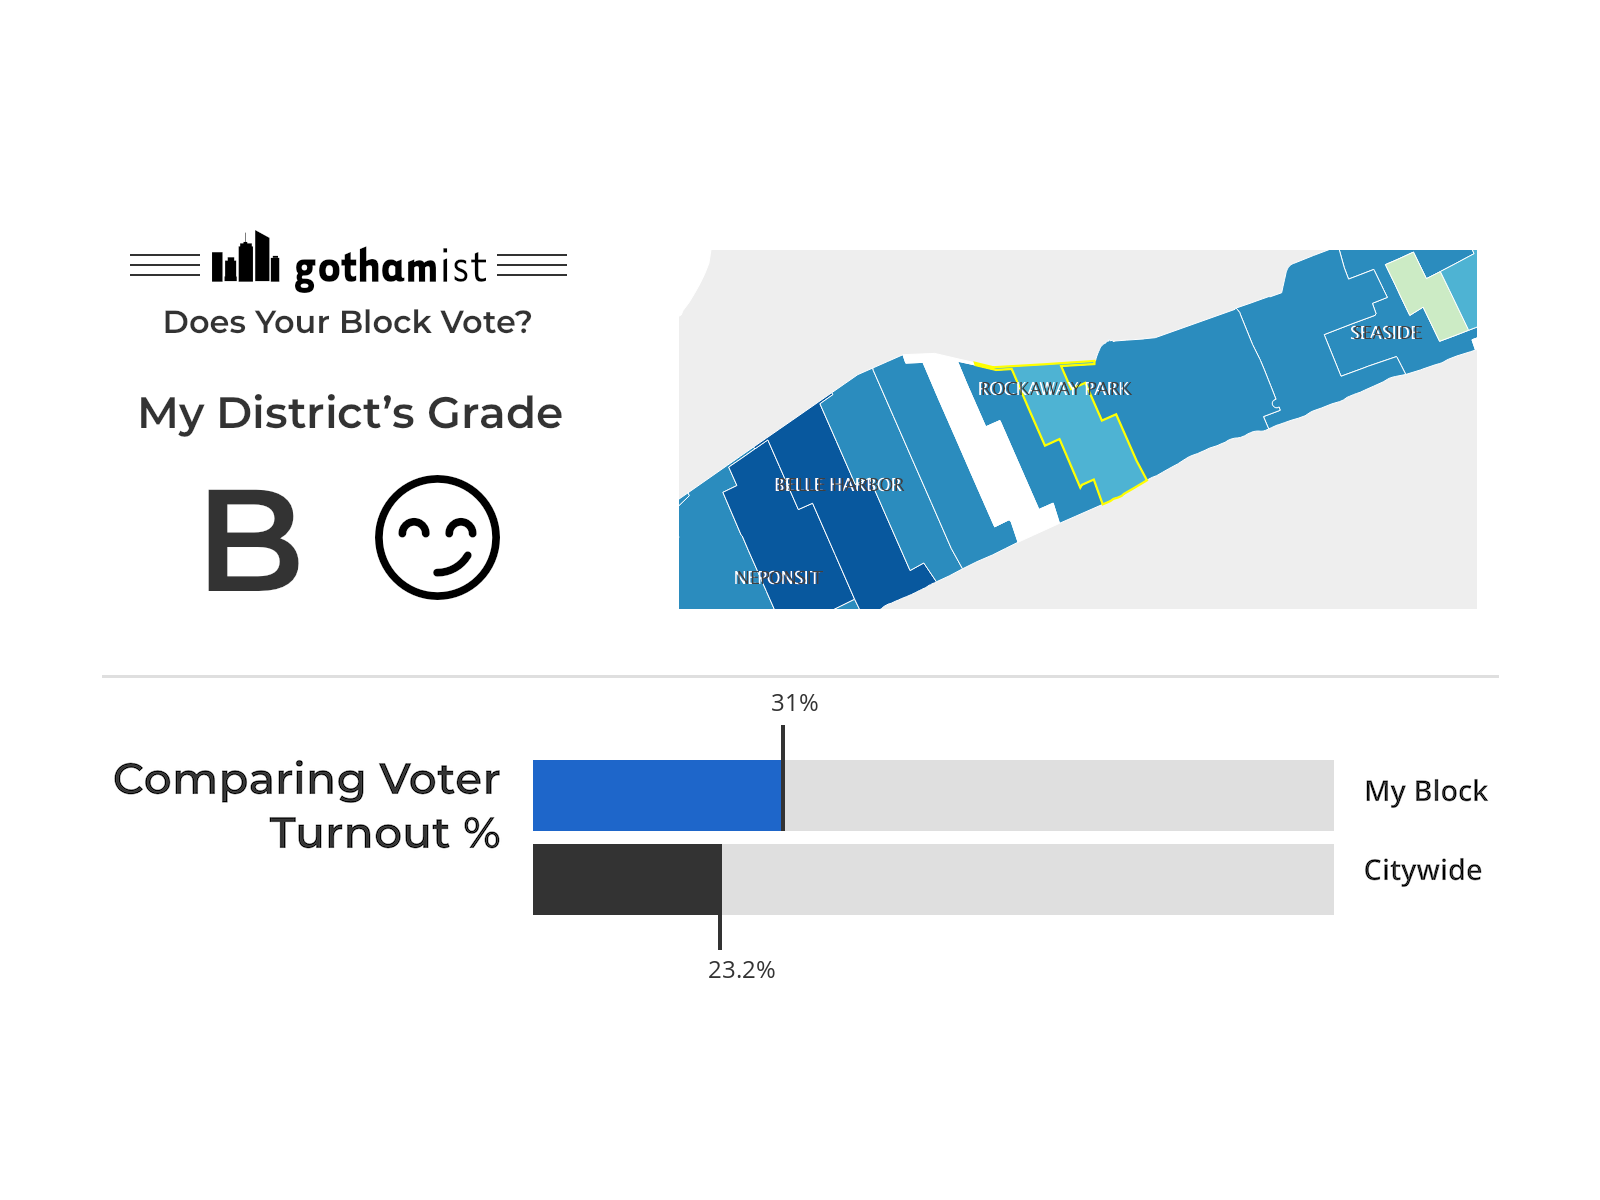 gothamist
Does Your Block Vote?
My District’s Grade
B
SEASIDE
ROCKAWAY PARK
BELLE HARBOR
NEPONSIT
31%
Comparing Voter
Turnout %
My Block
Citywide
23.2%